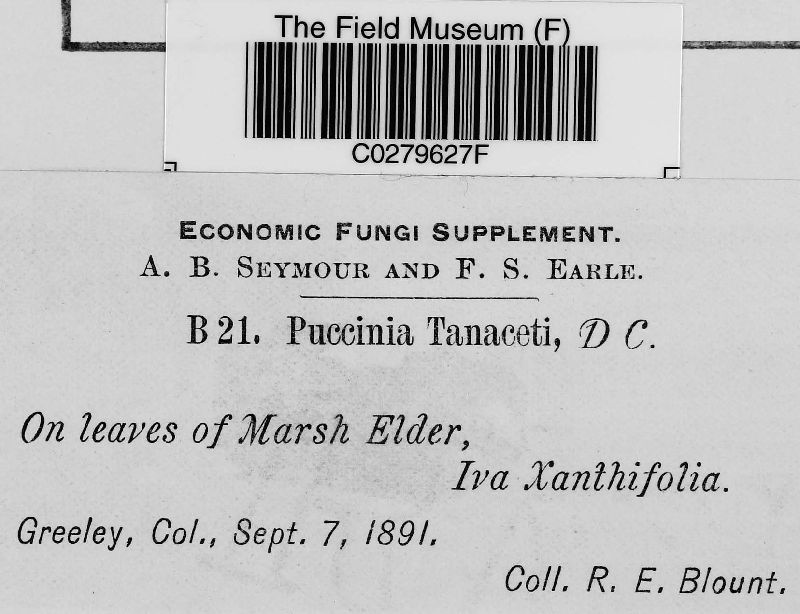 The Field Museum (F)
C0279627F
ECONOMIC FUNGI SUPPLEMENT.
A. B. SEYMOUR AND F. S. EARLE.
B 21. Puccinia Tanaceti, D C.
On leaves of Marsh Elder,
Iva Xanthifolia.
Greeley, Col., Sept. 7, 1891.
Coll. R. E. Blount.